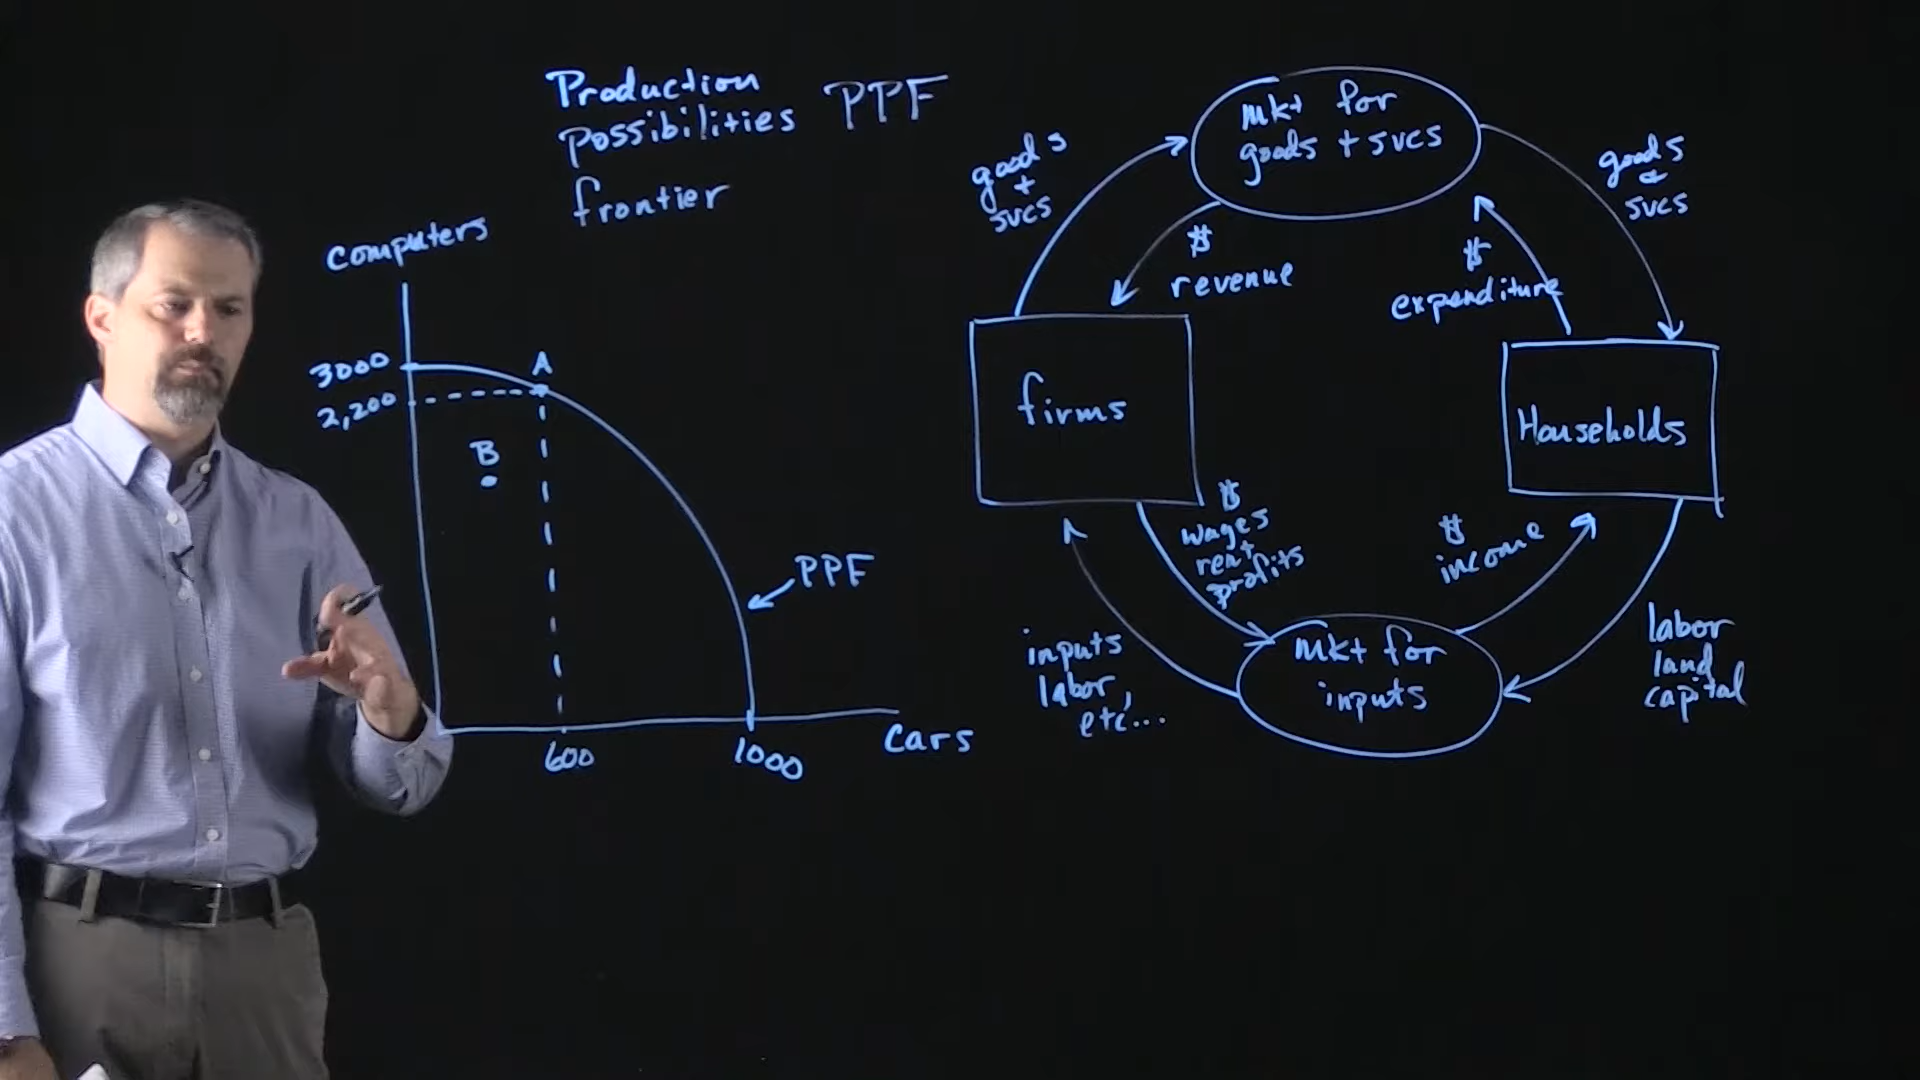 Production
possibilities
frontier
PPF
Computers
3000
2,200
A
B
PPF
600
1000
Cars
mkt for
goods + svcs
goods
+
svcs
goods
+
svcs
$
revenue
$
expenditure
firms
Households
$
wages
rent
profits
$
income
inputs
labor,
etc...
mkt for
inputs
labor
land
capital